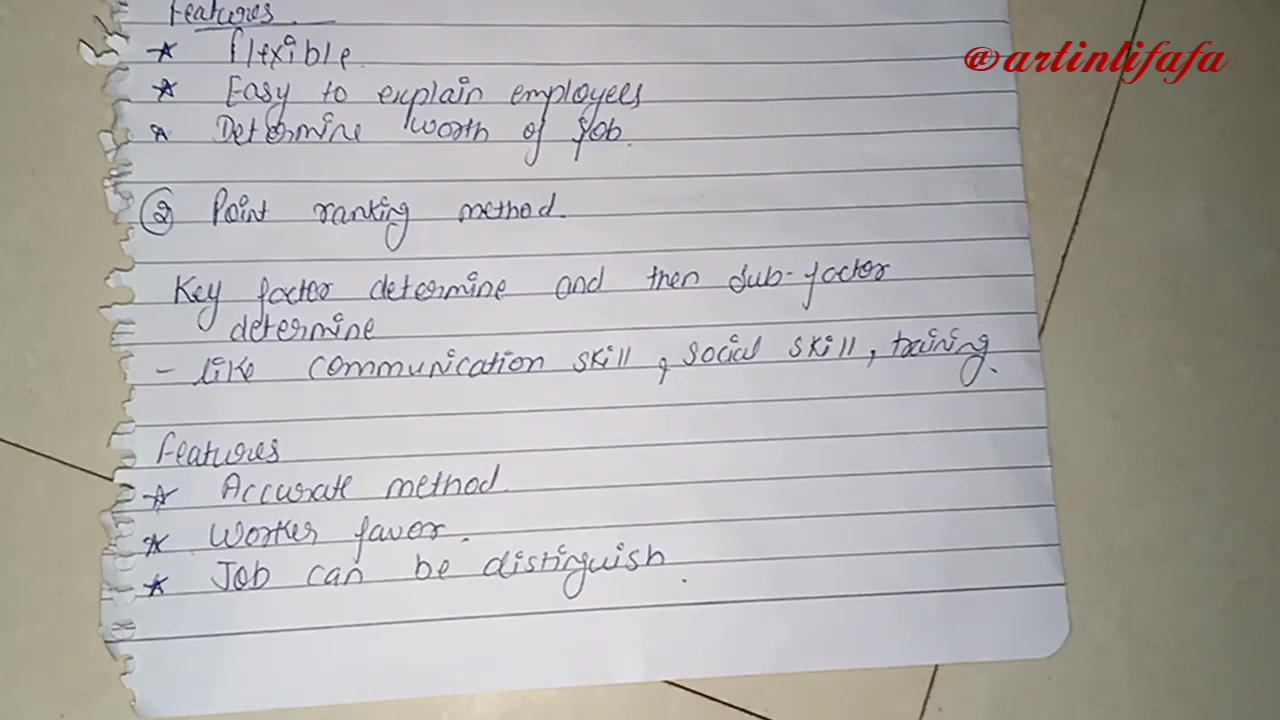 Features
@artinlifafa
★ flexible.
★ Easy to explain employees
★ Determine worth of job.
② Point ranking method.
Key factor determine and then sub-factor
determine
- like communication skill, social skill, training.
Features
★ Accurate method.
★ Worker favor.
★ Job can be distinguish.